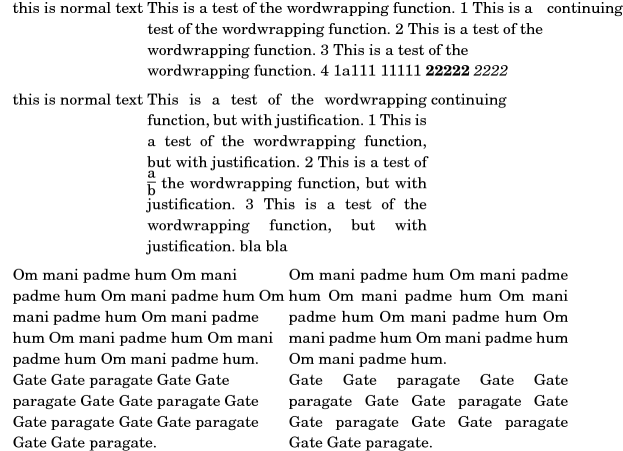 this is normal text This is a test of the wordwrapping function. 1 This is a continuing
test of the wordwrapping function. 2 This is a test of the
wordwrapping function. 3 This is a test of the
wordwrapping function. 4 1a111 11111 22222 2222
this is normal text This is a test of the wordwrapping continuing
function, but with justification. 1 This is
a test of the wordwrapping function,
but with justification. 2 This is a test of
a/b the wordwrapping function, but with
justification. 3 This is a test of the
wordwrapping function, but with
justification. bla bla
Om mani padme hum Om mani
padme hum Om mani padme hum Om
mani padme hum Om mani padme
hum Om mani padme hum Om mani
padme hum Om mani padme hum.
Gate Gate paragate Gate Gate
paragate Gate Gate paragate Gate
Gate paragate Gate Gate paragate
Gate Gate paragate.
Om mani padme hum Om mani padme
hum Om mani padme hum Om mani
padme hum Om mani padme hum Om
mani padme hum Om mani padme hum
Om mani padme hum.
Gate Gate paragate Gate Gate
paragate Gate Gate paragate Gate
Gate paragate Gate Gate paragate
Gate Gate paragate.